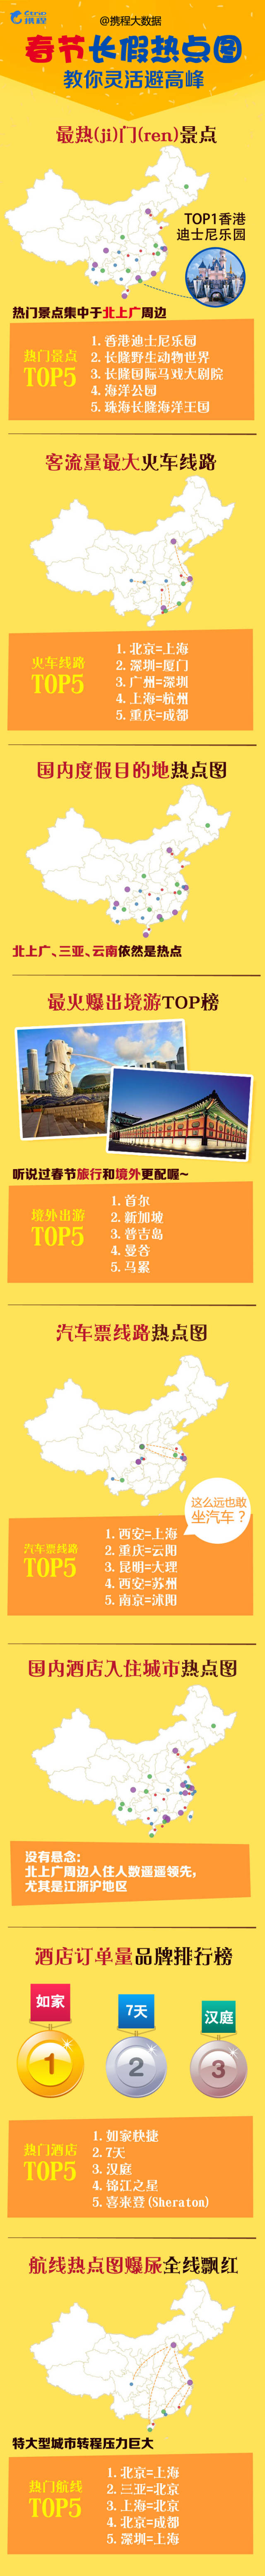 Ctrip
携程
@携程大数据
春节长假热点图
教你灵活避高峰
最热(ji)门(ren)景点
TOP1香港
迪士尼乐园
热门景点集中于北上广周边
热门景点
TOP5
1. 香港迪士尼乐园
2. 长隆野生动物世界
3. 长隆国际马戏大剧院
4. 海洋公园
5. 珠海长隆海洋王国
客流量最大火车线路
火车线路
TOP5
1. 北京=上海
2. 深圳=厦门
3. 广州=深圳
4. 上海=杭州
5. 重庆=成都
国内度假目的地热点图
北上广、三亚、云南依然是热点
最火爆出境游TOP榜
听说过春节旅行和境外更配喔~
境外出游
TOP5
1. 首尔
2. 新加坡
3. 普吉岛
4. 曼谷
5. 马累
汽车票线路热点图
这么远也敢
坐汽车？
汽车票线路
TOP5
1. 西安=上海
2. 重庆=云阳
3. 昆明=大理
4. 西安=苏州
5. 南京=沭阳
国内酒店入住城市热点图
没有悬念:
北上广周边入住人数遥遥领先，
尤其是江浙沪地区
酒店订单量品牌排行榜
如家
7天
汉庭
1
2
3
热门酒店
TOP5
1. 如家快捷
2. 7天
3. 汉庭
4. 锦江之星
5. 喜来登(Sheraton)
航线热点图爆尿全线飘红
特大型城市转程压力巨大
热门航线
TOP5
1. 北京=上海
2. 三亚=北京
3. 上海=北京
4. 北京=成都
5. 深圳=上海